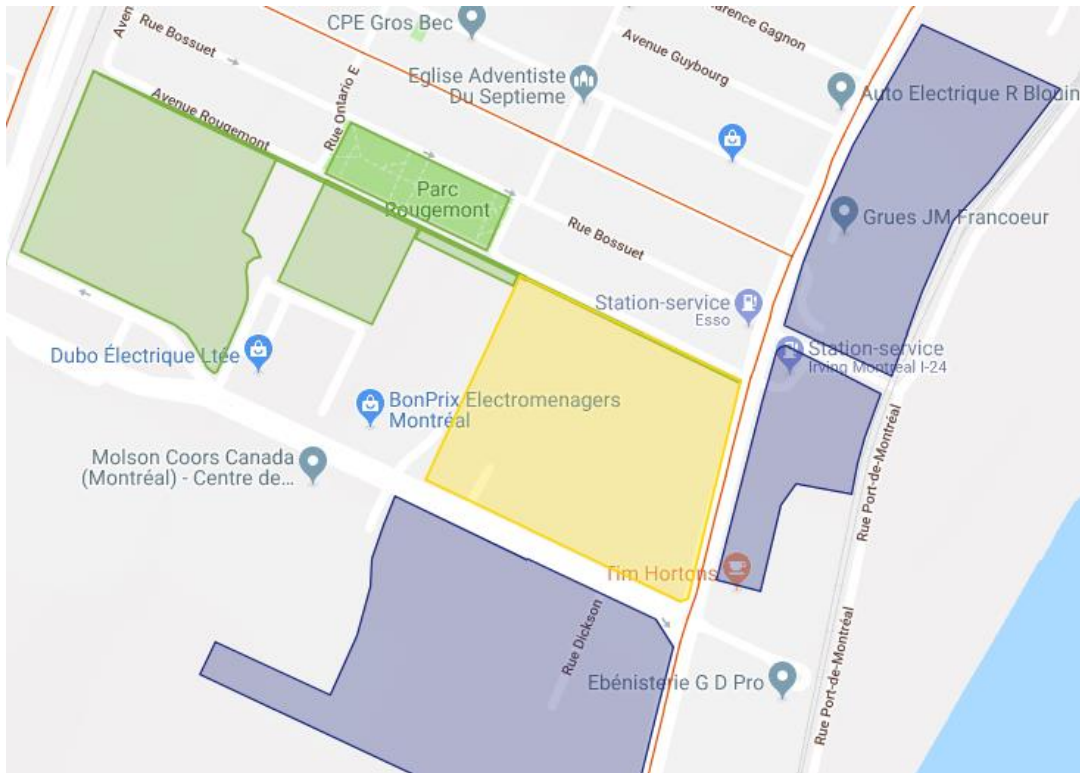 CPE Gros Bec
Clarence Gagnon
Rue Bossuet
Aven
Avenue Guybourg
Eglise Adventiste
Du Septieme
Rue Ontario E
Auto Electrique R Blouin
Avenue Rougemont
Parc
Rougemont
Grues JM Francoeur
Rue Bossuet
Station-service
Esso
Station-service
Irving Montreal I-24
Dubo Électrique Ltée
BonPrix Electromenagers
Montréal
Molson Coors Canada
(Montréal) - Centre de...
Rue Port-de-Montréal
Tim Hortons
Rue Dickson
Ebénisterie G D Pro
Rue Port-de-Montréal